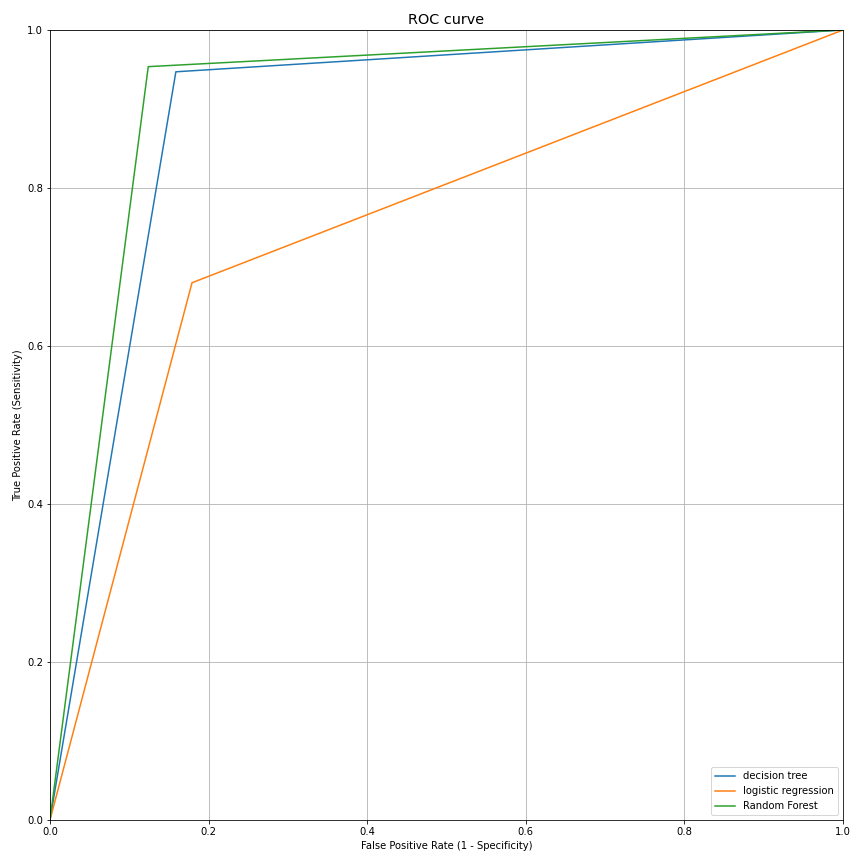 ROC curve
1.0
0.8
0.6
0.4
0.2
0.0
True Positive Rate (Sensitivity)
0.0 0.2 0.4 0.6 0.8 1.0
False Positive Rate (1 - Specificity)
decision tree
logistic regression
Random Forest